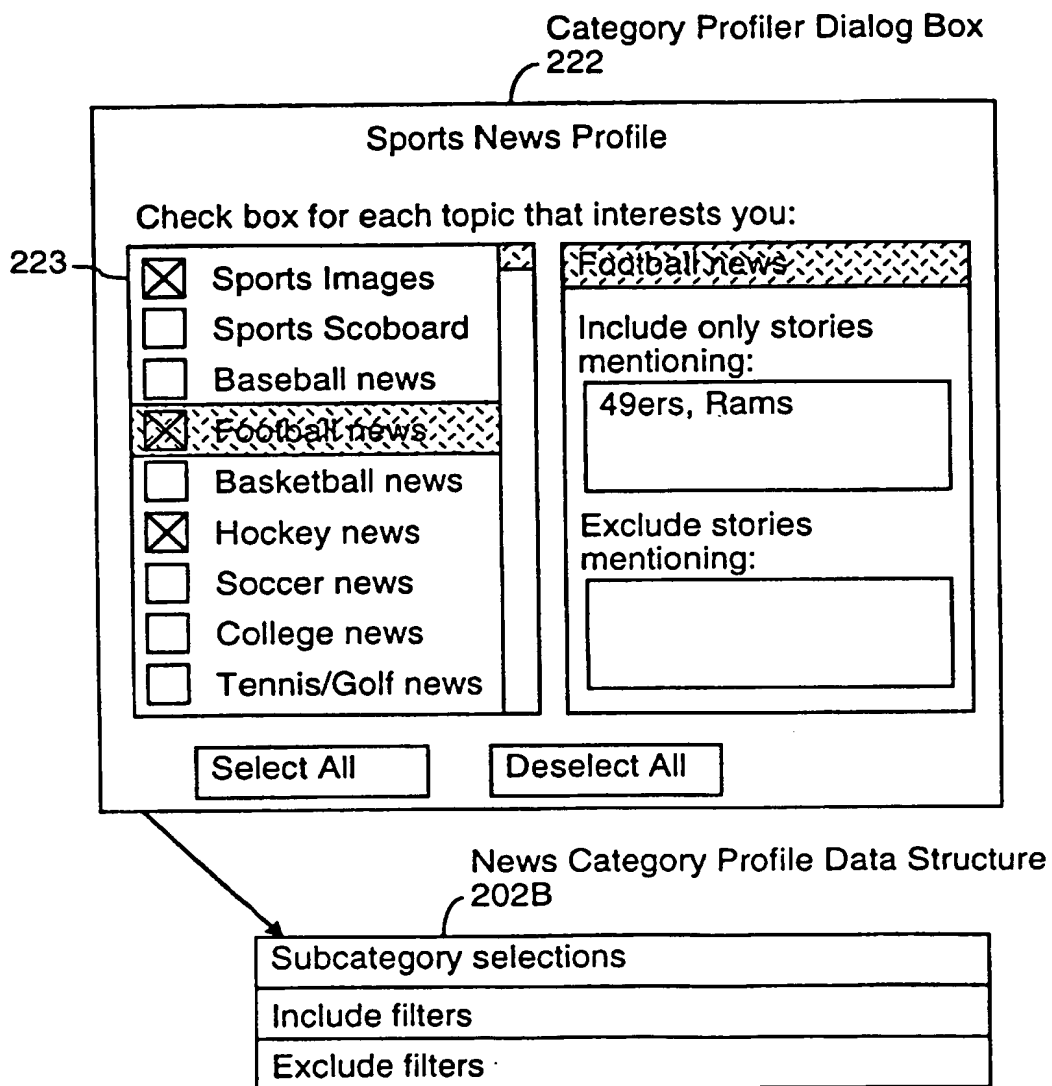 Category Profiler Dialog Box
222
Sports News Profile
Check box for each topic that interests you:
223
Sports Images
Sports Scoboard
Baseball news
Football news
Basketball news
Hockey news
Soccer news
College news
Tennis/Golf news
Football news
Include only stories
mentioning:
49ers, Rams
Exclude stories
mentioning:
Select All
Deselect All
News Category Profile Data Structure
202B
Subcategory selections
Include filters
Exclude filters